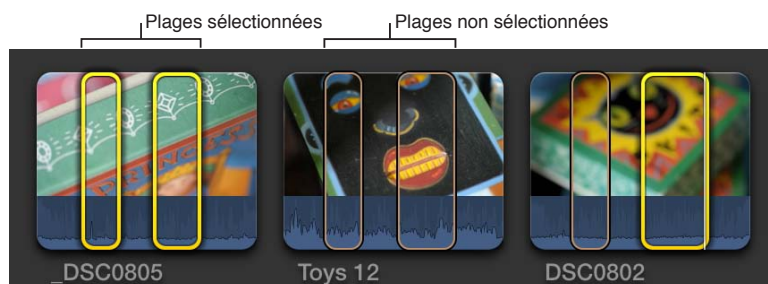 Plages sélectionnées
Plages non sélectionnées
_DSC0805
Toys 12
DSC0802